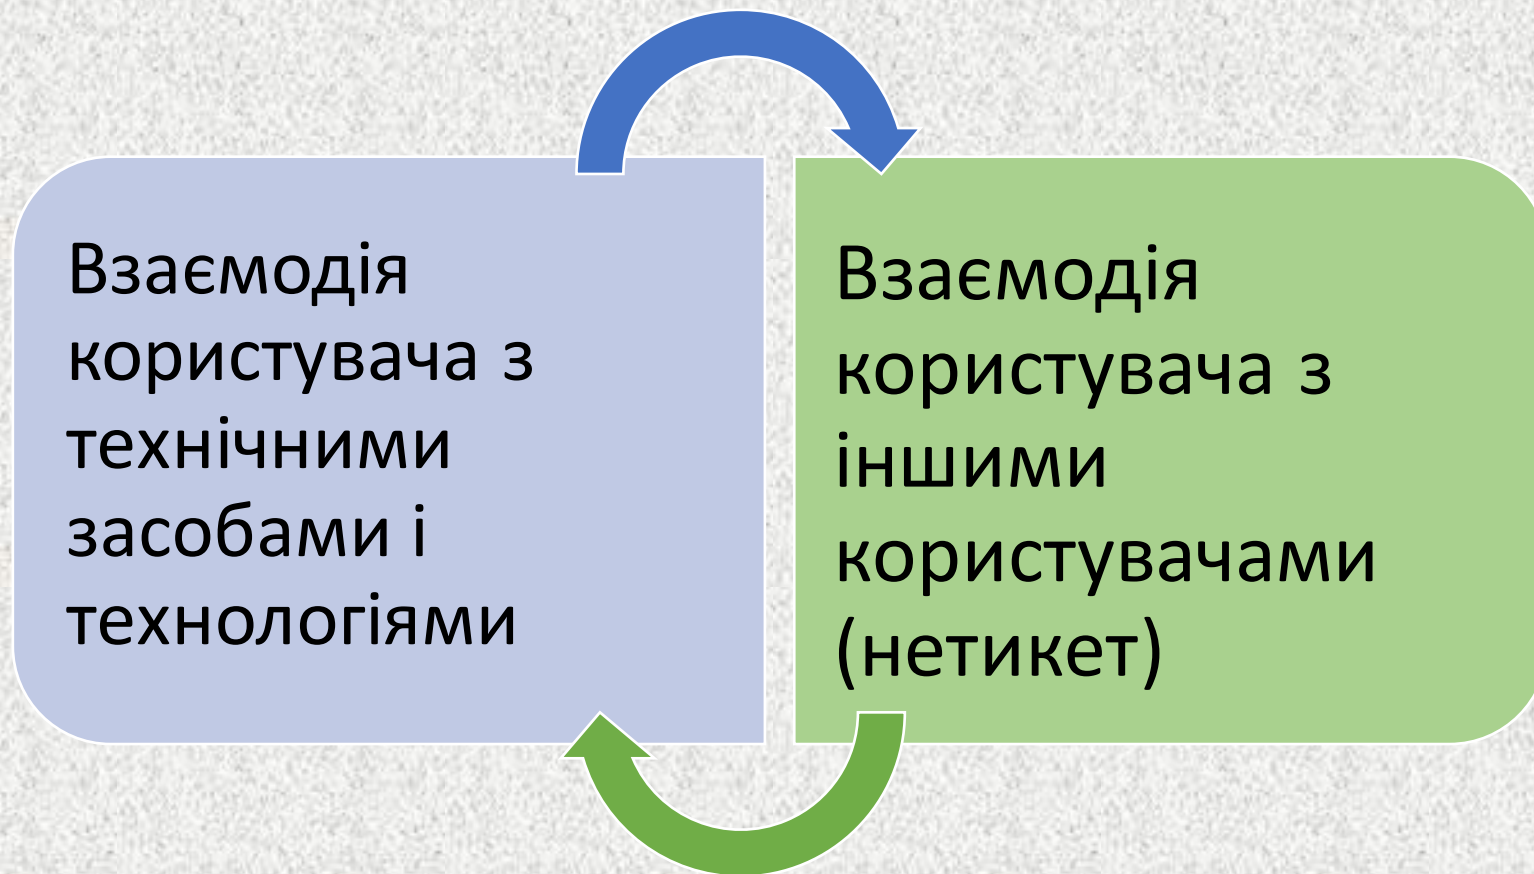 Взаємодія
користувача з
технічними
засобами і
технологіями
Взаємодія
користувача з
іншими
користувачами
(нетикет)